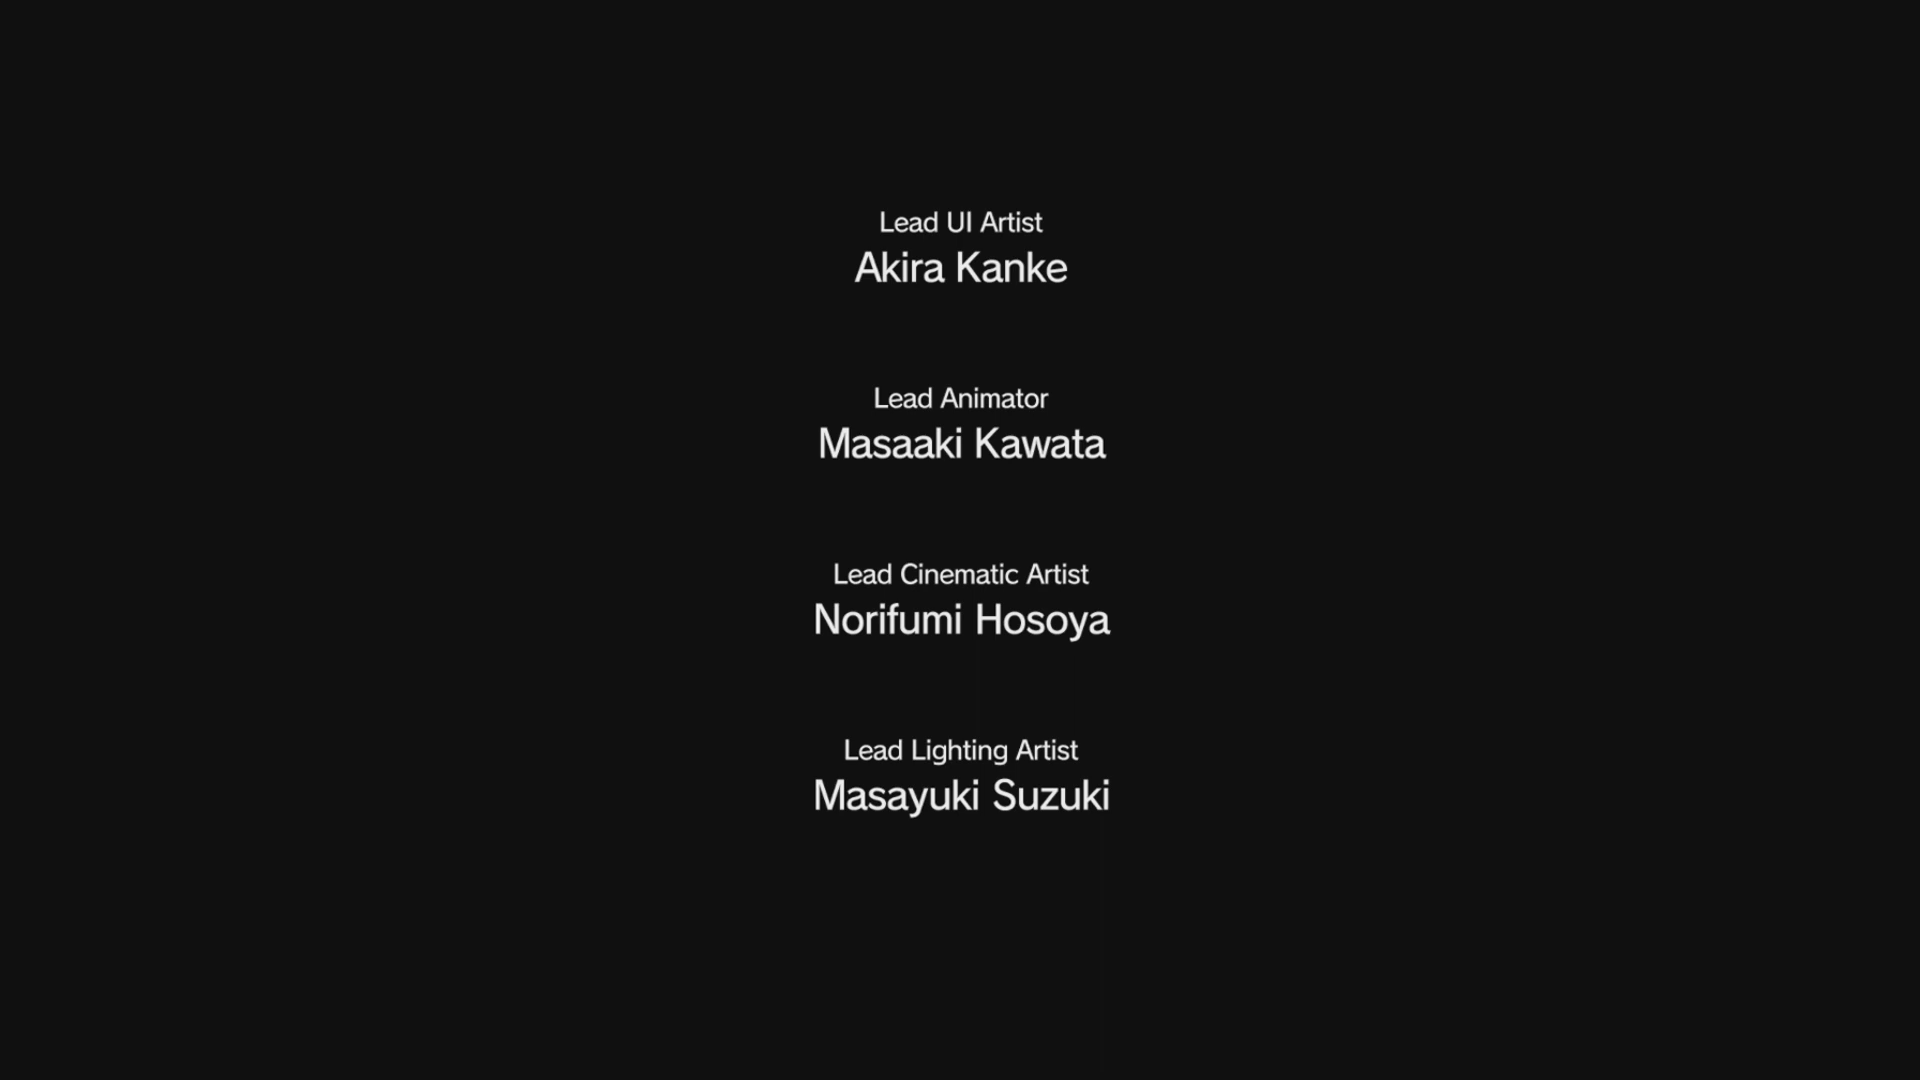 Lead UI Artist
Akira Kanke
Lead Animator
Masaaki Kawata
Lead Cinematic Artist
Norifumi Hosoya
Lead Lighting Artist
Masayuki Suzuki